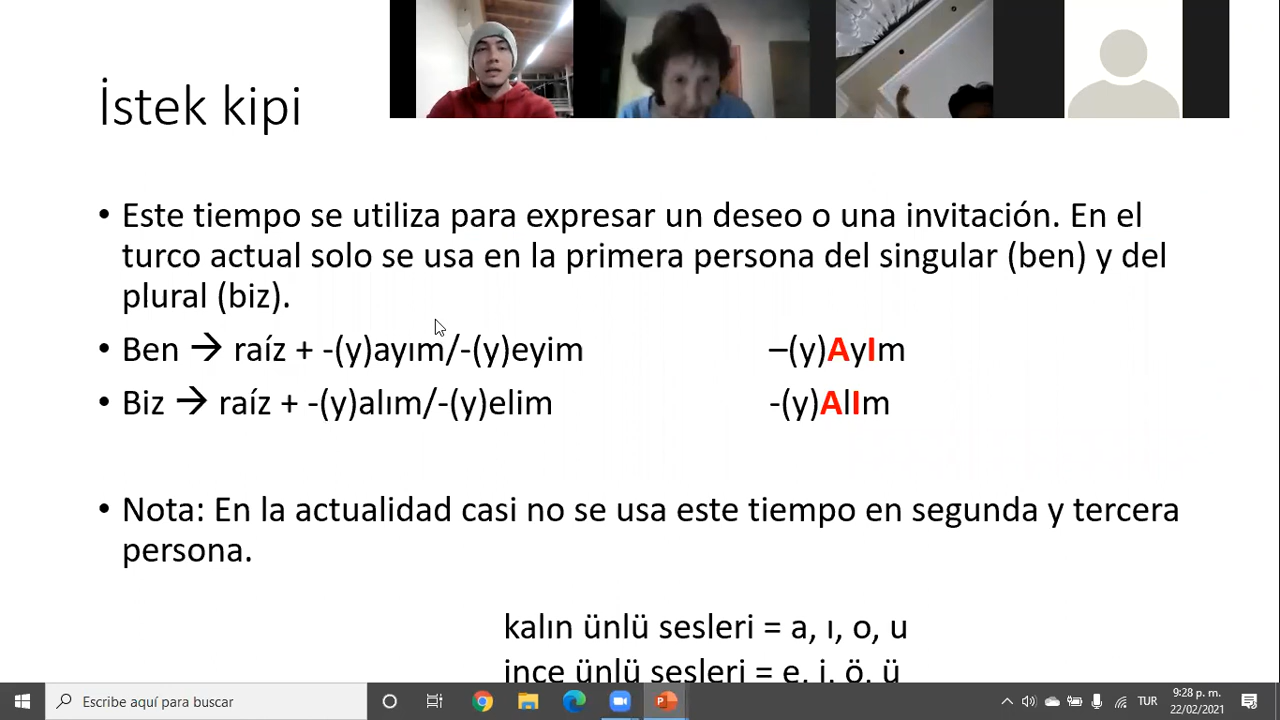 İstek kipi
• Este tiempo se utiliza para expresar un deseo o una invitación. En el
turco actual solo se usa en la primera persona del singular (ben) y del
plural (biz).
• Ben → raíz + -(y)ayım/-(y)eyim –(y)AyIm
• Biz → raíz + -(y)alım/-(y)elim -(y)AlIm
• Nota: En la actualidad casi no se usa este tiempo en segunda y tercera
persona.
kalın ünlü sesleri = a, ı, o, u
ince ünlü sesleri = e, i, ö, ü
Escribe aquí para buscar
TUR
9:28 p. m.
22/02/2021